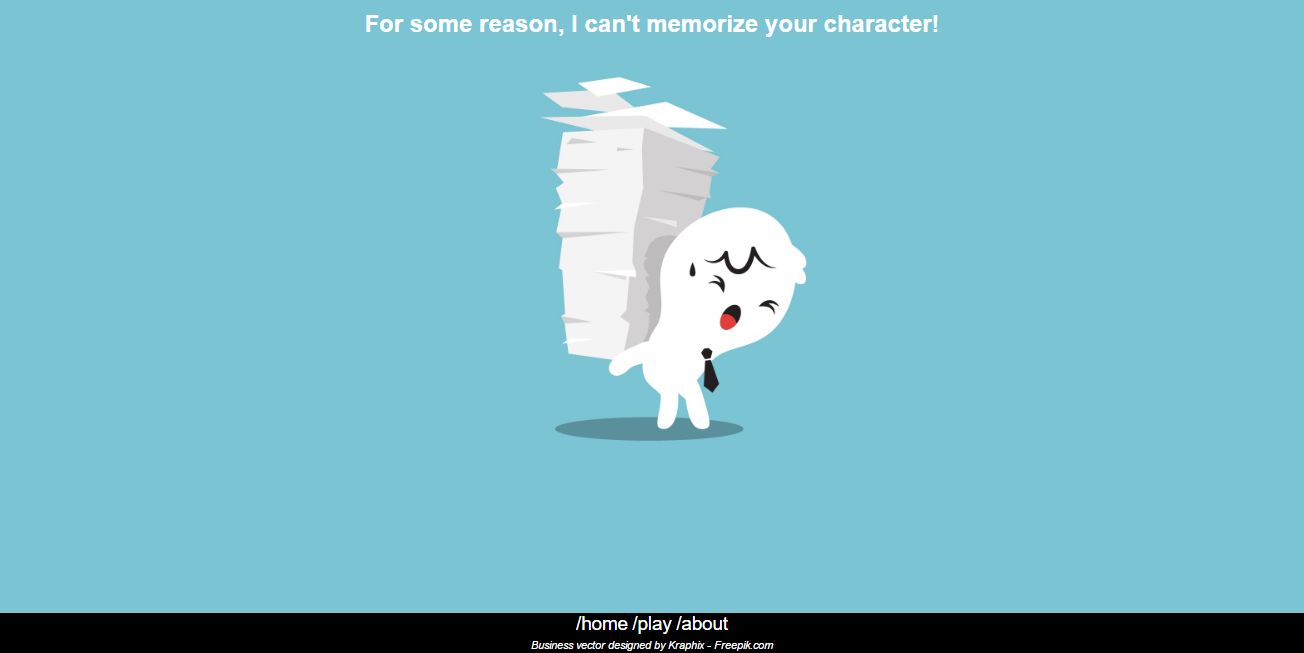 For some reason, I can't memorize your character!
/home /play /about
Business vector designed by Kraphix - Freepik.com